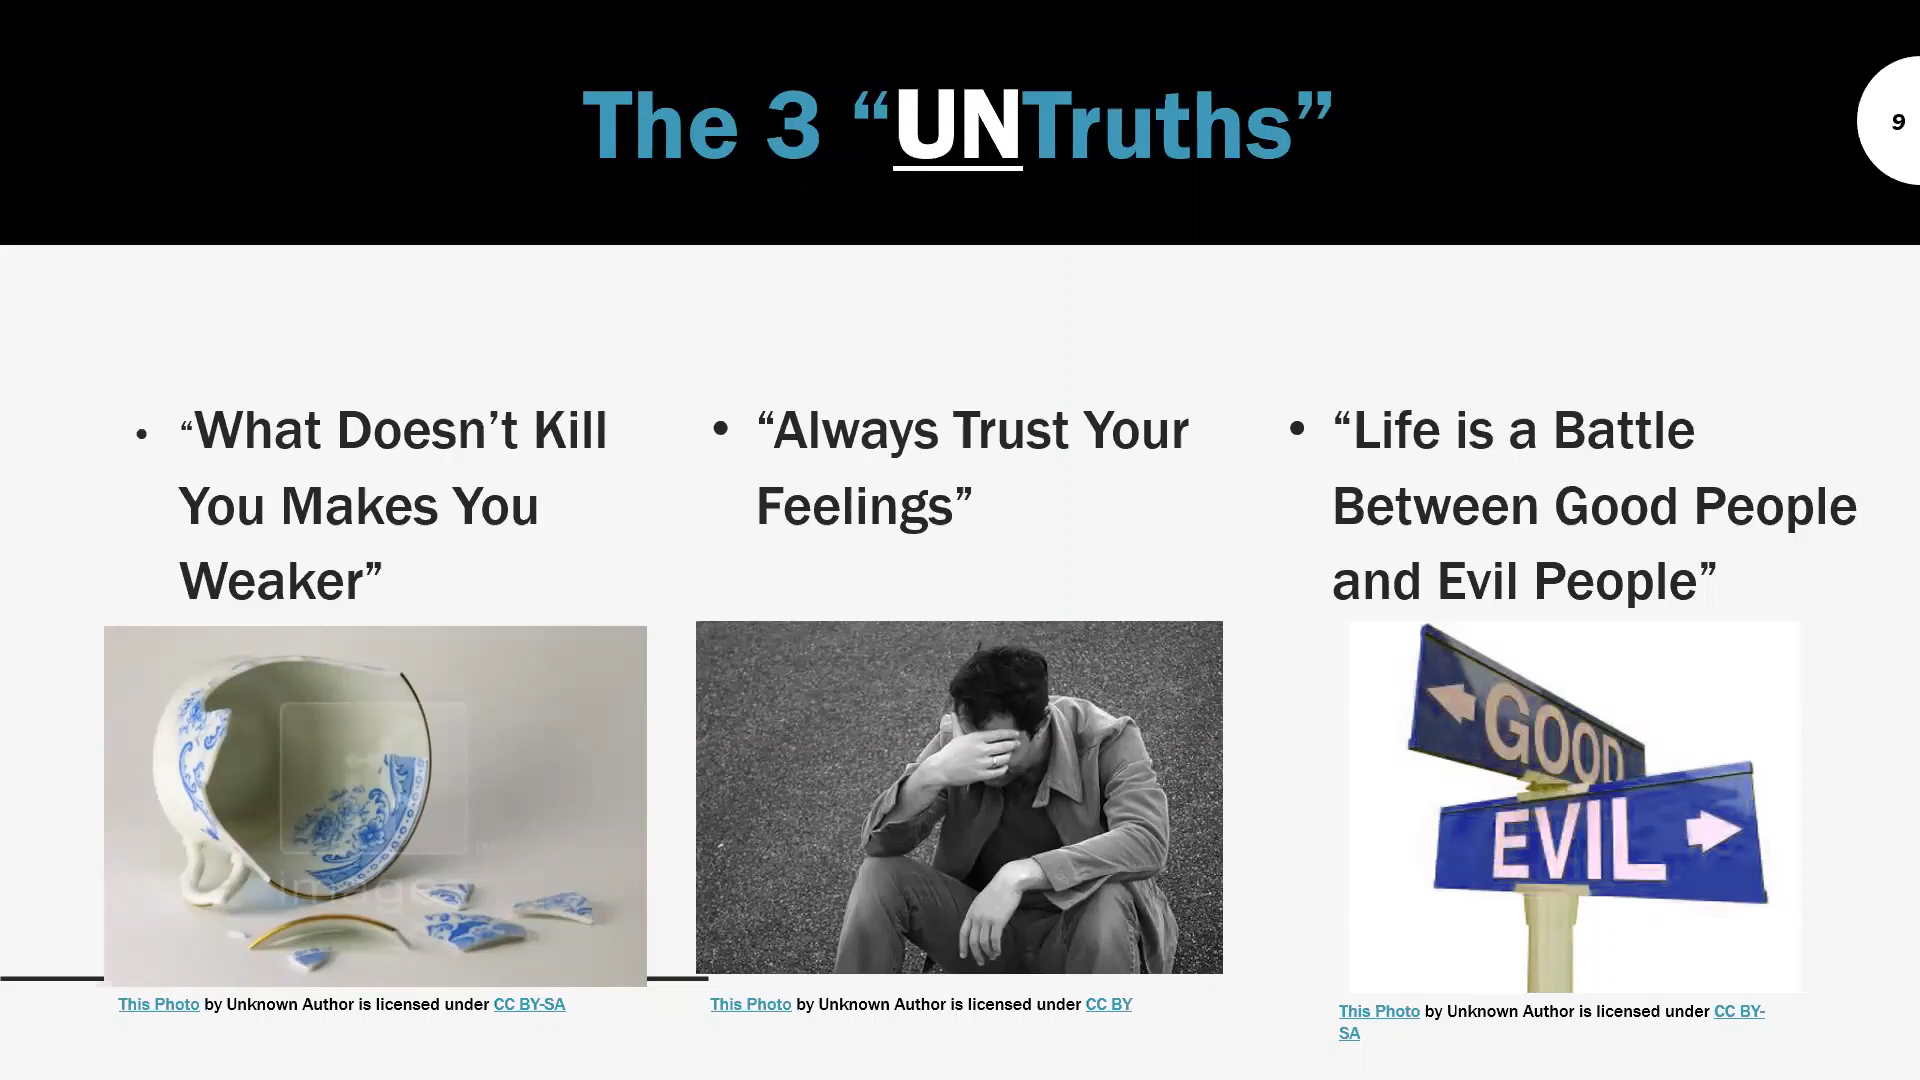 The 3 “UNTruths”
9
• “What Doesn’t Kill
You Makes You
Weaker”
• “Always Trust Your
Feelings”
• “Life is a Battle
Between Good People
and Evil People”
image
GOOD
EVIL
This Photo by Unknown Author is licensed under CC BY-SA
This Photo by Unknown Author is licensed under CC BY
This Photo by Unknown Author is licensed under CC BY-
SA